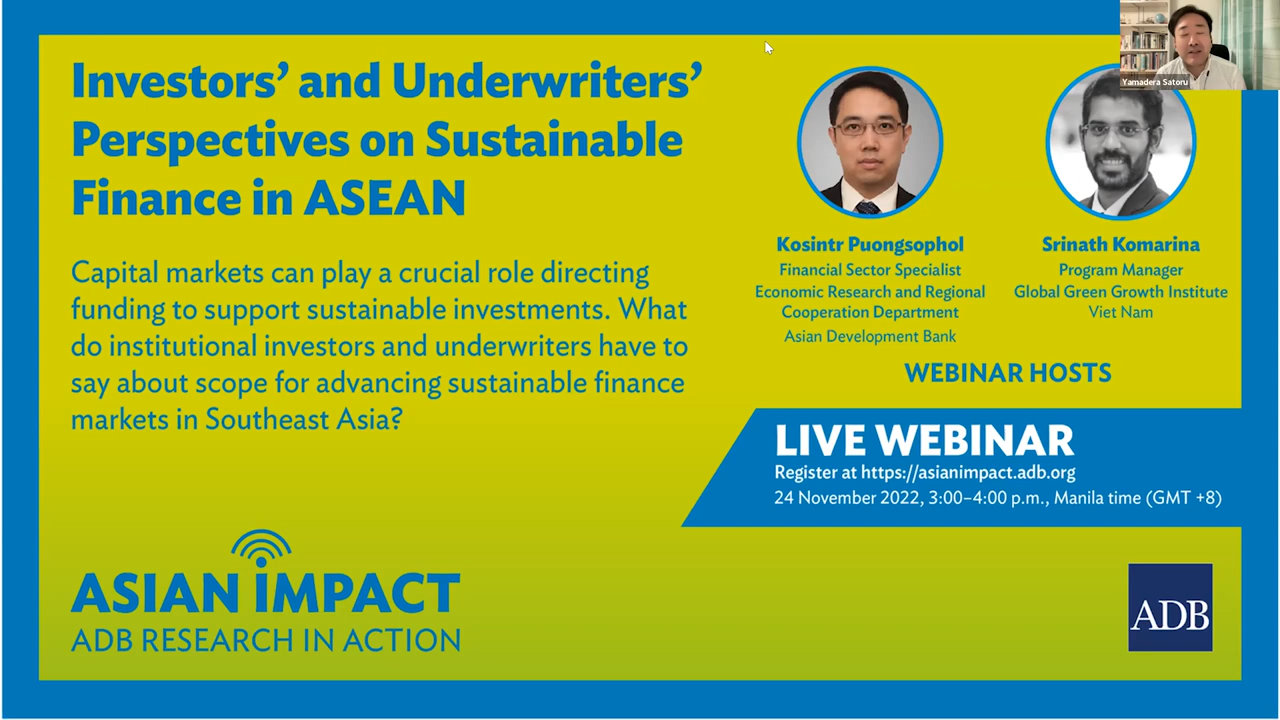 Investors’ and Underwriters’
Perspectives on Sustainable
Finance in ASEAN
Capital markets can play a crucial role directing
funding to support sustainable investments. What
do institutional investors and underwriters have to
say about scope for advancing sustainable finance
markets in Southeast Asia?
Yamadera Satoru
Kosintr Puongsophol
Financial Sector Specialist
Economic Research and Regional
Cooperation Department
Asian Development Bank
Srinath Komarina
Program Manager
Global Green Growth Institute
Viet Nam
WEBINAR HOSTS
LIVE WEBINAR
Register at https://asianimpact.adb.org
24 November 2022, 3:00–4:00 p.m., Manila time (GMT +8)
ASIAN iMPACT
ADB RESEARCH IN ACTION
ADB